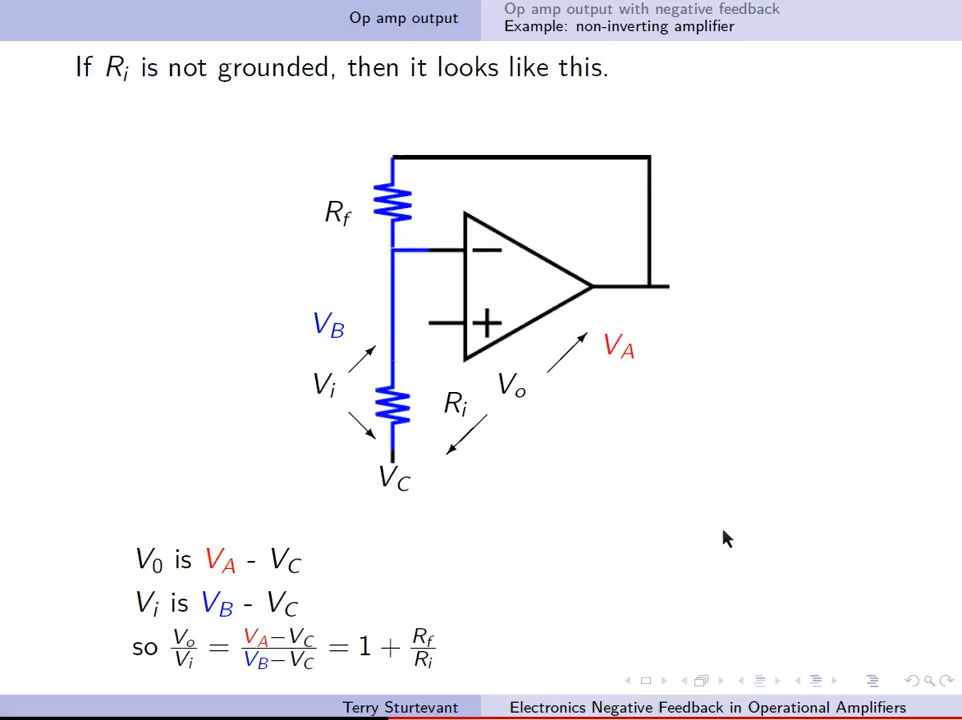 Op amp output
Op amp output with negative feedback
Example: non-inverting amplifier
If R_i is not grounded, then it looks like this.
R_f
−
V_B
+
V_A
V_i
V_o
R_i
V_C
V_0 is V_A - V_C
V_i is V_B - V_C
so V_o/V_i = (V_A−V_C)/(V_B−V_C) = 1 + R_f/R_i
Terry Sturtevant
Electronics Negative Feedback in Operational Amplifiers